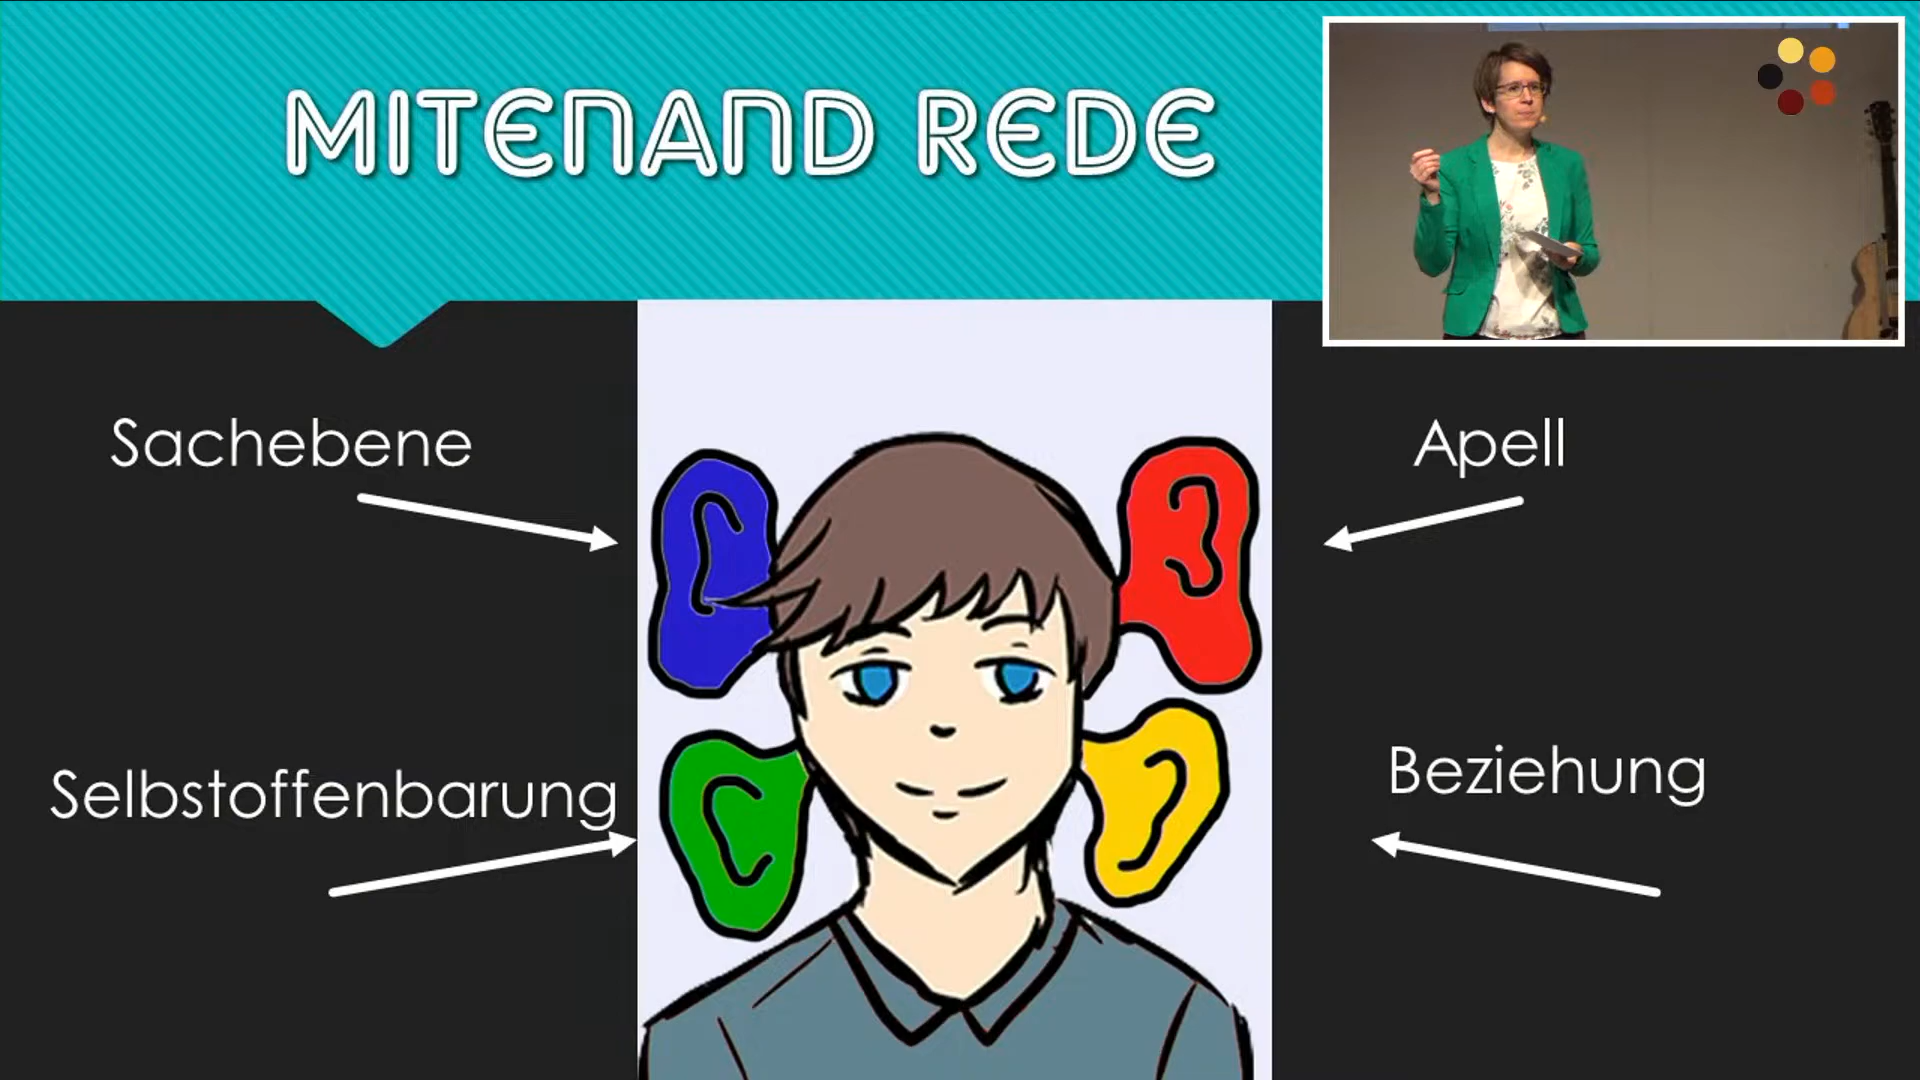 MITENAND REDE
Sachebene
Apell
Selbstoffenbarung
Beziehung